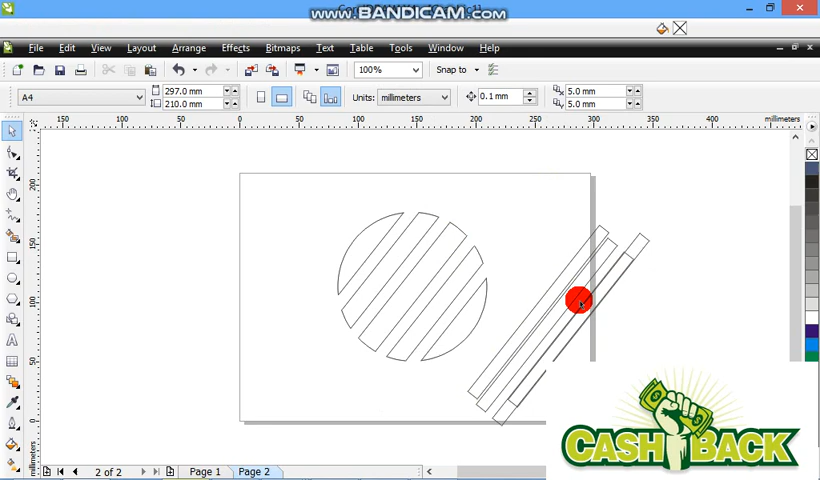 www.BANDICAM.com
File Edit View Layout Arrange Effects Bitmaps Text Table Tools Window Help
100% Snap to
A4 297.0 mm 210.0 mm Units: millimeters 0.1 mm 5.0 mm 5.0 mm
150 100 50 0 50 100 150 200 250 300 350 400 millimeters
200
150
100
50
0
millimeters
2 of 2 Page 1 Page 2
CASH BACK